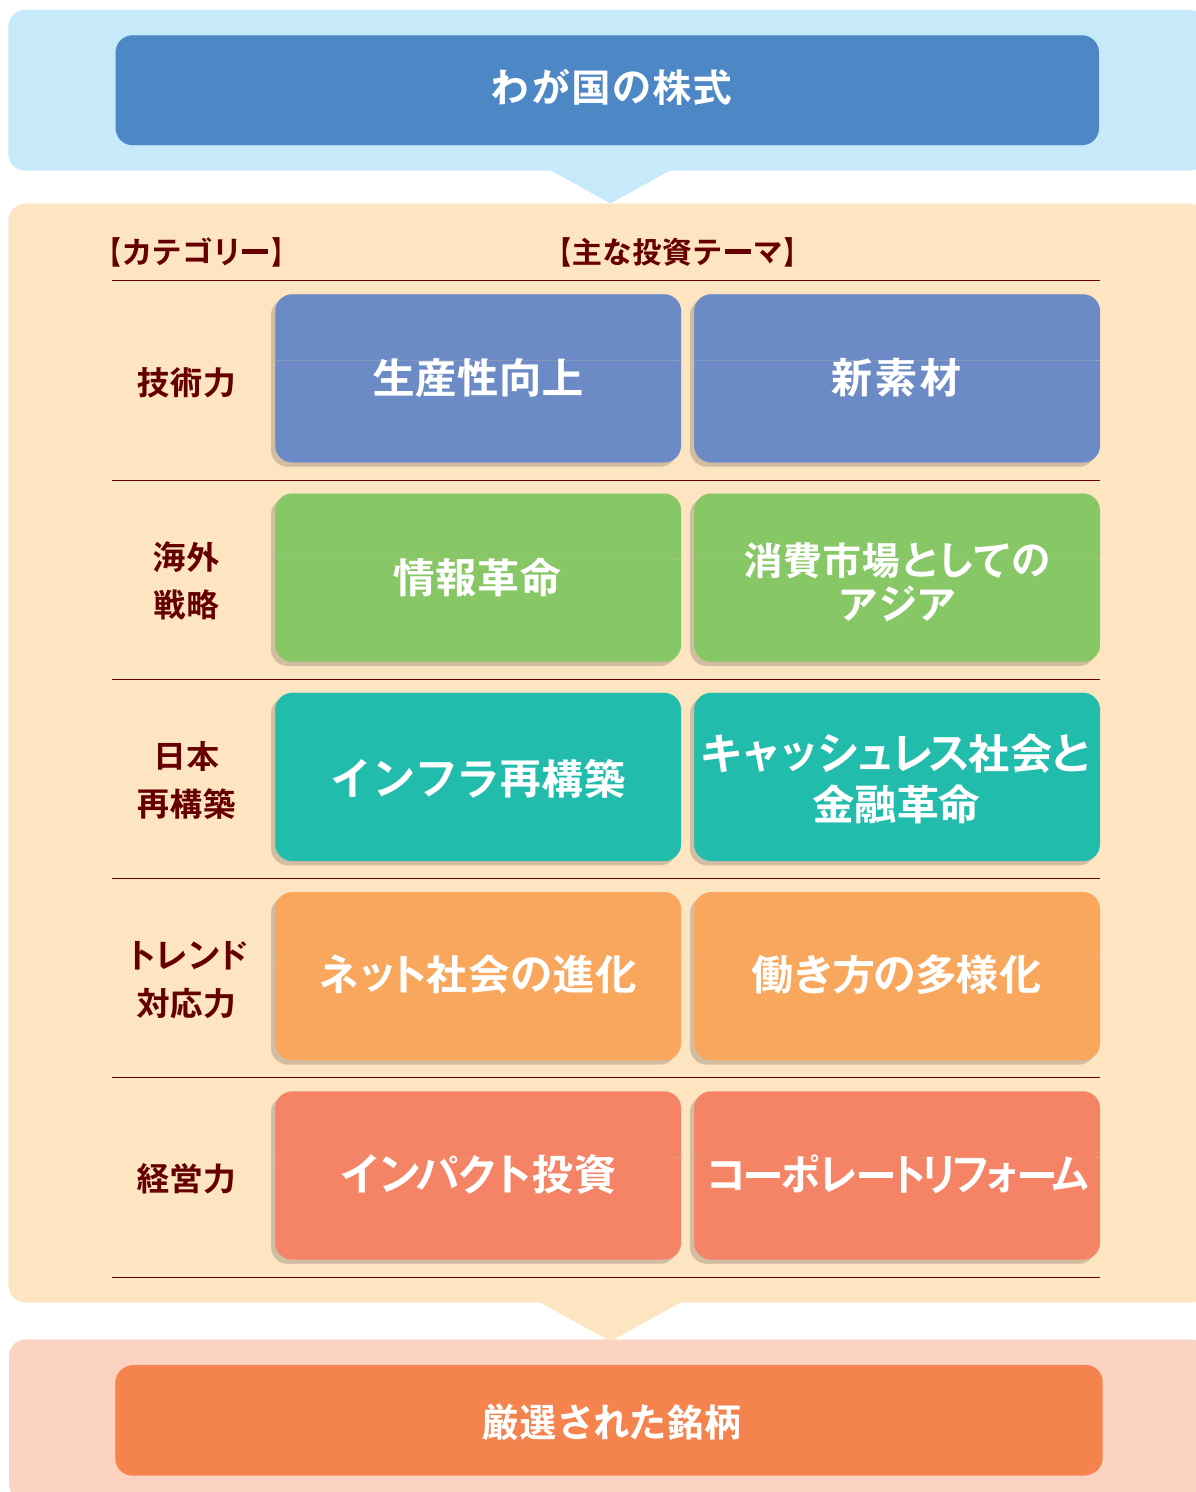 わが国の株式
【カテゴリー】 【主な投資テーマ】
技術力
生産性向上
新素材
海外
戦略
情報革命
消費市場としての
アジア
日本
再構築
インフラ再構築
キャッシュレス社会と
金融革命
トレンド
対応力
ネット社会の進化
働き方の多様化
経営力
インパクト投資
コーポレートリフォーム
厳選された銘柄